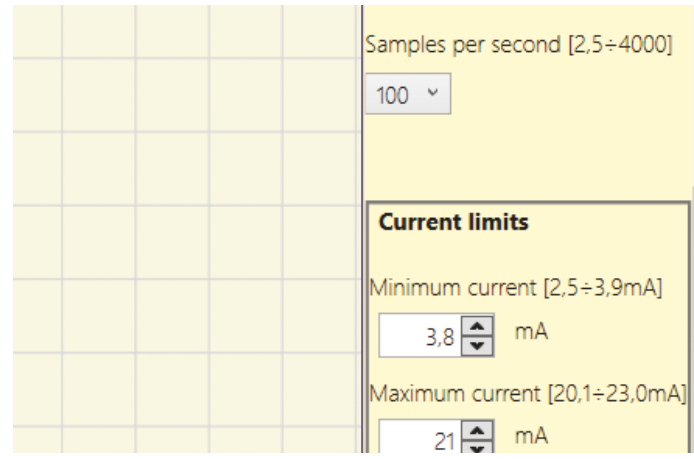 Samples per second [2,5÷4000]
100
Current limits
Minimum current [2,5÷3,9mA]
3,8 mA
Maximum current [20,1÷23,0mA]
21 mA